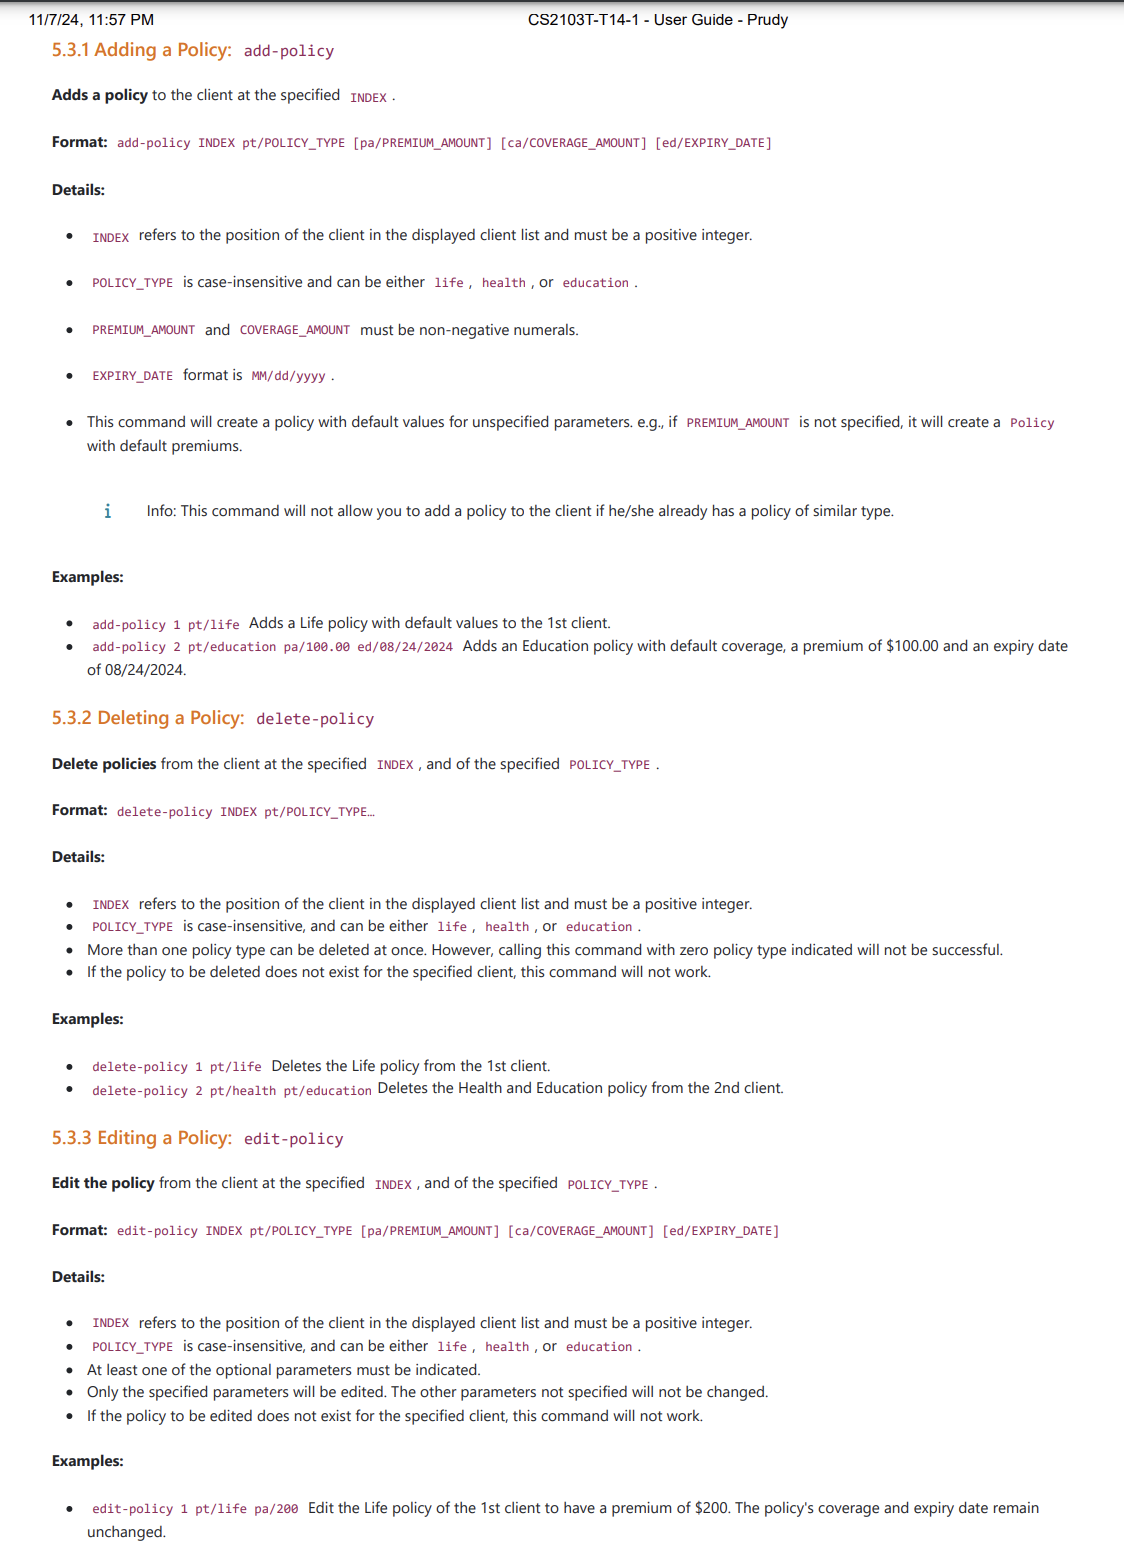 11/7/24, 11:57 PM CS2103T-T14-1 - User Guide - Prudy
5.3.1 Adding a Policy: add-policy
Adds a policy to the client at the specified INDEX .
Format: add-policy INDEX pt/POLICY_TYPE [pa/PREMIUM_AMOUNT] [ca/COVERAGE_AMOUNT] [ed/EXPIRY_DATE]
Details:
• INDEX refers to the position of the client in the displayed client list and must be a positive integer.
• POLICY_TYPE is case-insensitive and can be either life , health , or education .
• PREMIUM_AMOUNT and COVERAGE_AMOUNT must be non-negative numerals.
• EXPIRY_DATE format is MM/dd/yyyy .
• This command will create a policy with default values for unspecified parameters. e.g., if PREMIUM_AMOUNT is not specified, it will create a Policy
with default premiums.
i Info: This command will not allow you to add a policy to the client if he/she already has a policy of similar type.
Examples:
• add-policy 1 pt/life Adds a Life policy with default values to the 1st client.
• add-policy 2 pt/education pa/100.00 ed/08/24/2024 Adds an Education policy with default coverage, a premium of $100.00 and an expiry date
of 08/24/2024.
5.3.2 Deleting a Policy: delete-policy
Delete policies from the client at the specified INDEX , and of the specified POLICY_TYPE .
Format: delete-policy INDEX pt/POLICY_TYPE…
Details:
• INDEX refers to the position of the client in the displayed client list and must be a positive integer.
• POLICY_TYPE is case-insensitive, and can be either life , health , or education .
• More than one policy type can be deleted at once. However, calling this command with zero policy type indicated will not be successful.
• If the policy to be deleted does not exist for the specified client, this command will not work.
Examples:
• delete-policy 1 pt/life Deletes the Life policy from the 1st client.
• delete-policy 2 pt/health pt/education Deletes the Health and Education policy from the 2nd client.
5.3.3 Editing a Policy: edit-policy
Edit the policy from the client at the specified INDEX , and of the specified POLICY_TYPE .
Format: edit-policy INDEX pt/POLICY_TYPE [pa/PREMIUM_AMOUNT] [ca/COVERAGE_AMOUNT] [ed/EXPIRY_DATE]
Details:
• INDEX refers to the position of the client in the displayed client list and must be a positive integer.
• POLICY_TYPE is case-insensitive, and can be either life , health , or education .
• At least one of the optional parameters must be indicated.
• Only the specified parameters will be edited. The other parameters not specified will not be changed.
• If the policy to be edited does not exist for the specified client, this command will not work.
Examples:
• edit-policy 1 pt/life pa/200 Edit the Life policy of the 1st client to have a premium of $200. The policy's coverage and expiry date remain
unchanged.